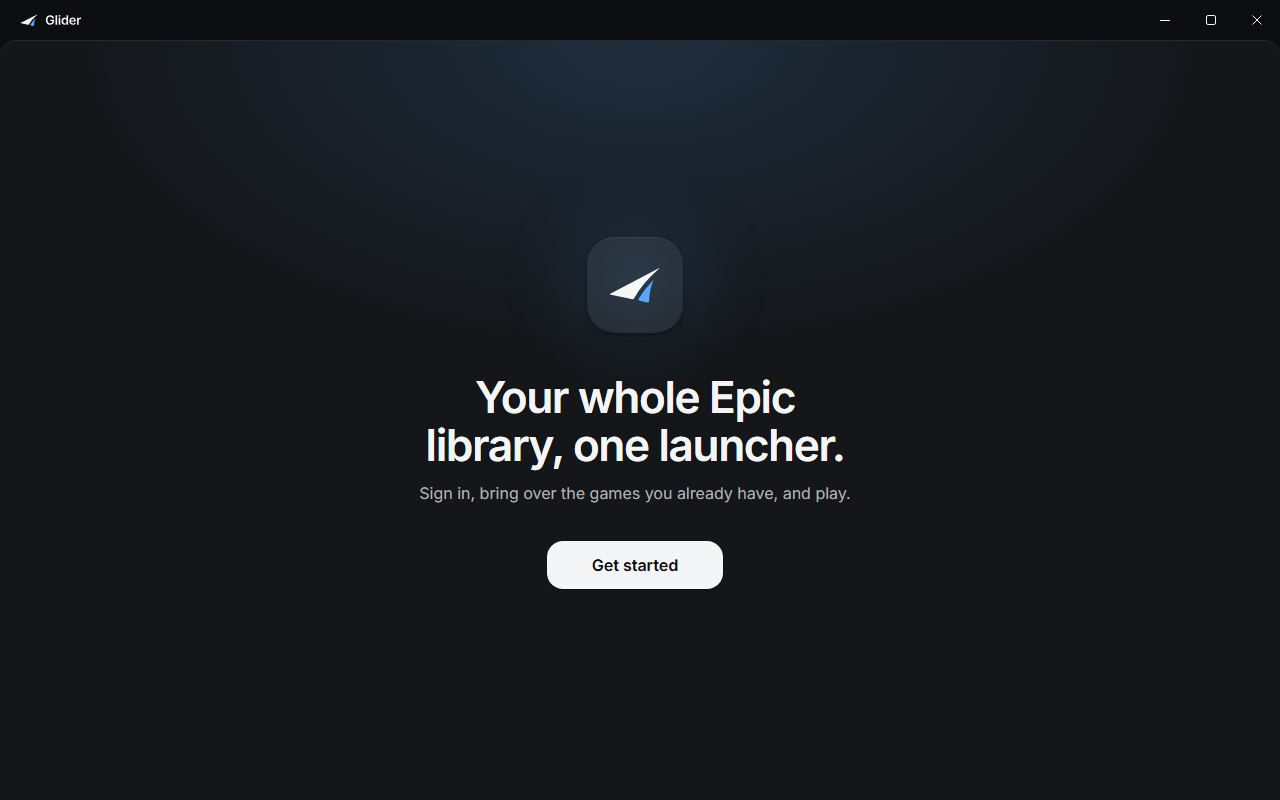 Glider
Your whole Epic
library, one launcher.
Sign in, bring over the games you already have, and play.
Get started